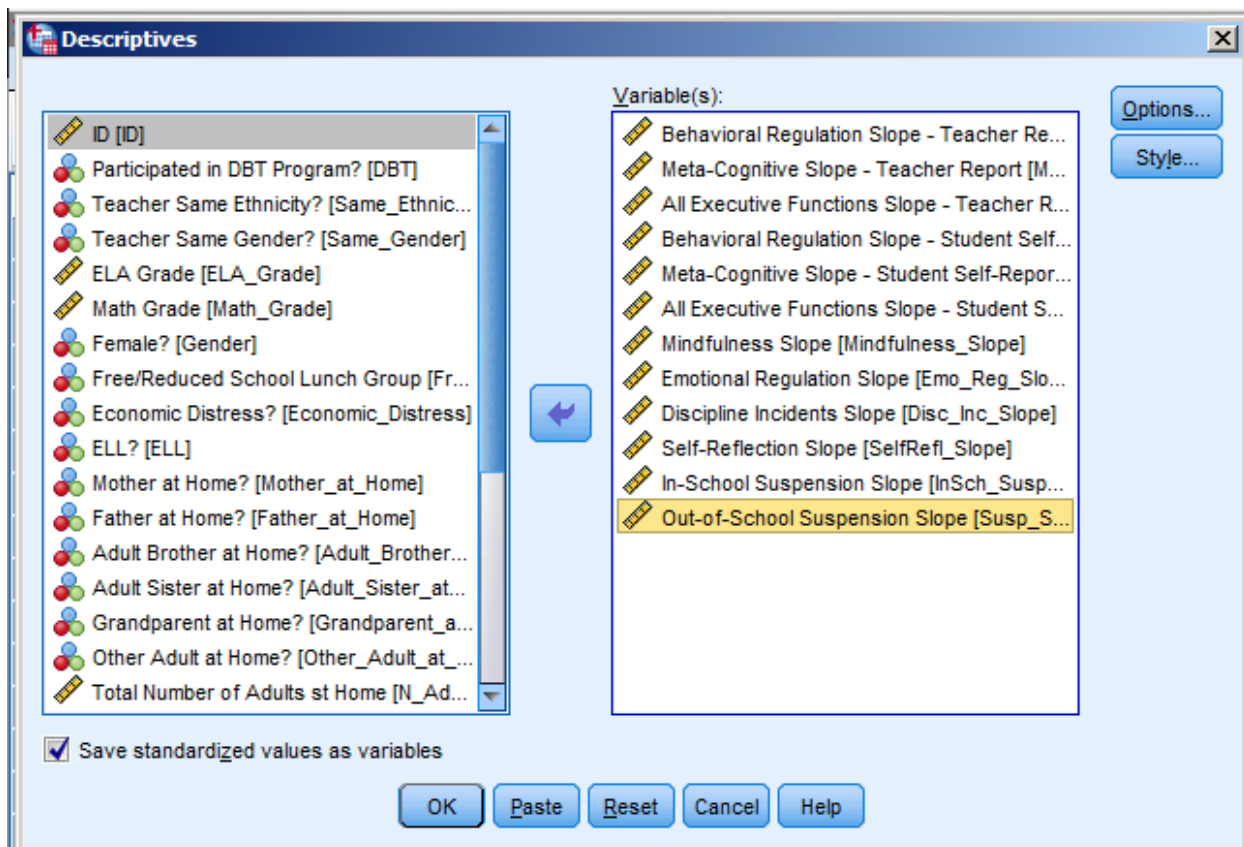 Descriptives
ID [ID]
Participated in DBT Program? [DBT]
Teacher Same Ethnicity? [Same_Ethnic...
Teacher Same Gender? [Same_Gender]
ELA Grade [ELA_Grade]
Math Grade [Math_Grade]
Female? [Gender]
Free/Reduced School Lunch Group [Fr...
Economic Distress? [Economic_Distress]
ELL? [ELL]
Mother at Home? [Mother_at_Home]
Father at Home? [Father_at_Home]
Adult Brother at Home? [Adult_Brother...
Adult Sister at Home? [Adult_Sister_at...
Grandparent at Home? [Grandparent_a...
Other Adult at Home? [Other_Adult_at_...
Total Number of Adults st Home [N_Ad...
Variable(s):
Behavioral Regulation Slope - Teacher Re...
Meta-Cognitive Slope - Teacher Report [M...
All Executive Functions Slope - Teacher R...
Behavioral Regulation Slope - Student Self...
Meta-Cognitive Slope - Student Self-Repor...
All Executive Functions Slope - Student S...
Mindfulness Slope [Mindfulness_Slope]
Emotional Regulation Slope [Emo_Reg_Slo...
Discipline Incidents Slope [Disc_Inc_Slope]
Self-Reflection Slope [SelfRefl_Slope]
In-School Suspension Slope [InSch_Susp...
Out-of-School Suspension Slope [Susp_S...
Options...
Style...
Save standardized values as variables
OK Paste Reset Cancel Help